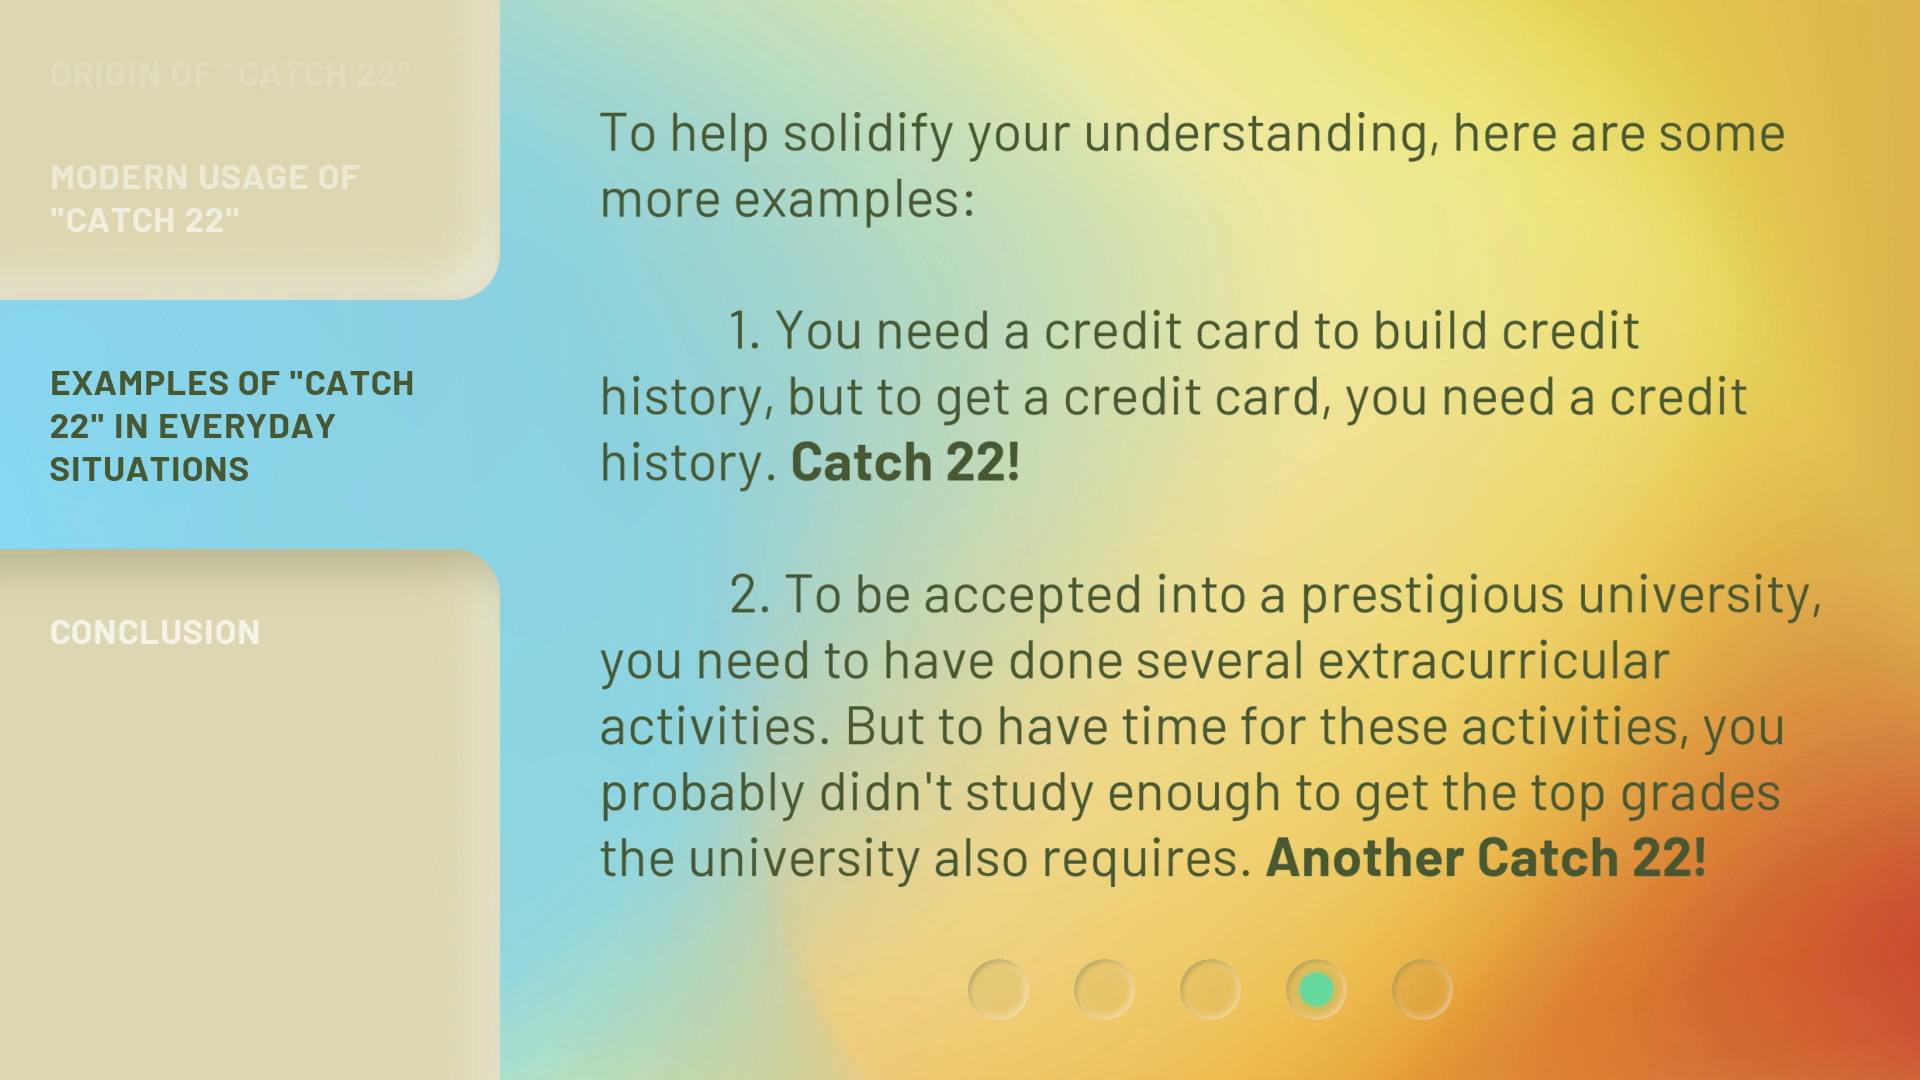 ORIGIN OF "CATCH 22"
MODERN USAGE OF
"CATCH 22"
EXAMPLES OF "CATCH
22" IN EVERYDAY
SITUATIONS
CONCLUSION
To help solidify your understanding, here are some
more examples:
1. You need a credit card to build credit
history, but to get a credit card, you need a credit
history. Catch 22!
2. To be accepted into a prestigious university,
you need to have done several extracurricular
activities. But to have time for these activities, you
probably didn't study enough to get the top grades
the university also requires. Another Catch 22!